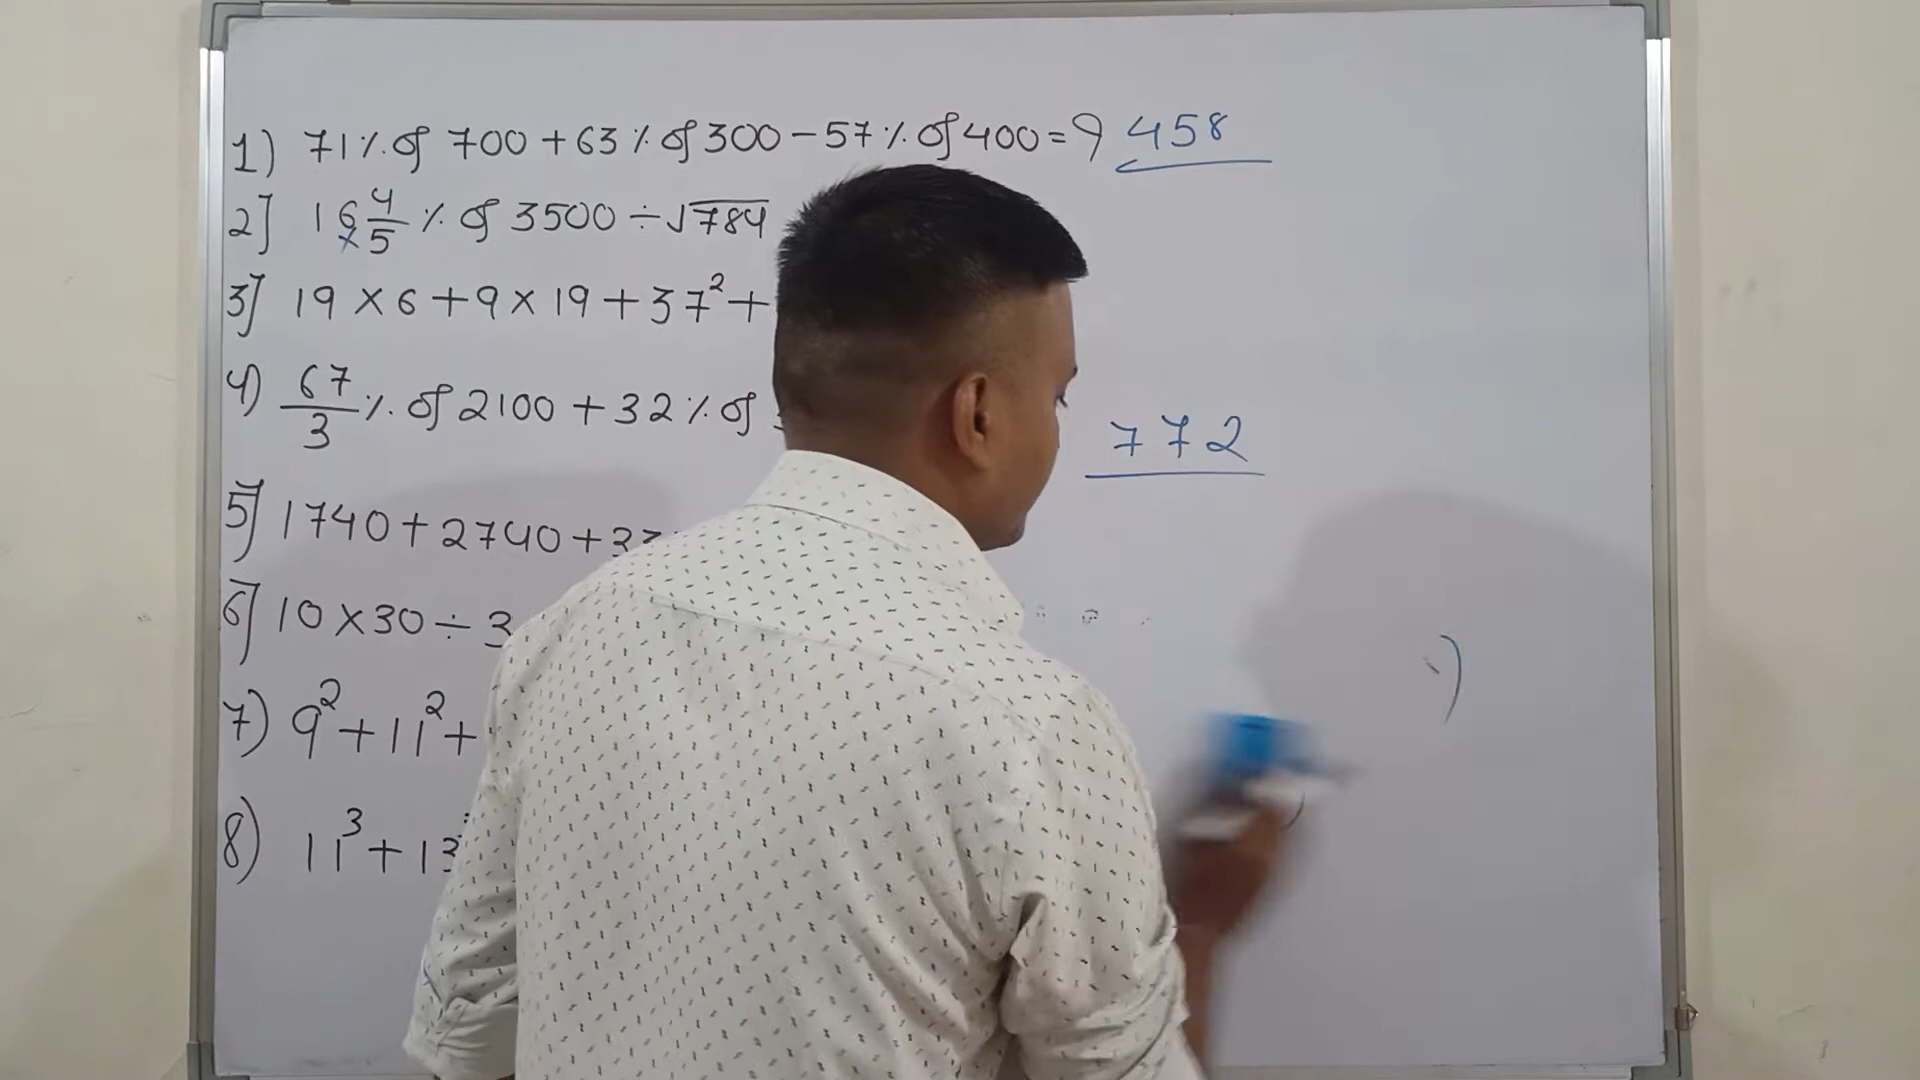 1) 71% of 700 + 63% of 300 - 57% of 400 = ? 458
2] 16 4/5 % of 3500 ÷ √784
3] 19 × 6 + 9 × 19 + 37² +
4) 67/3 % of 2100 + 32% of
772
5] 1740 + 2740 + 37
6] 10 × 30 ÷ 3
7) 9² + 11² +
8) 11³ + 13